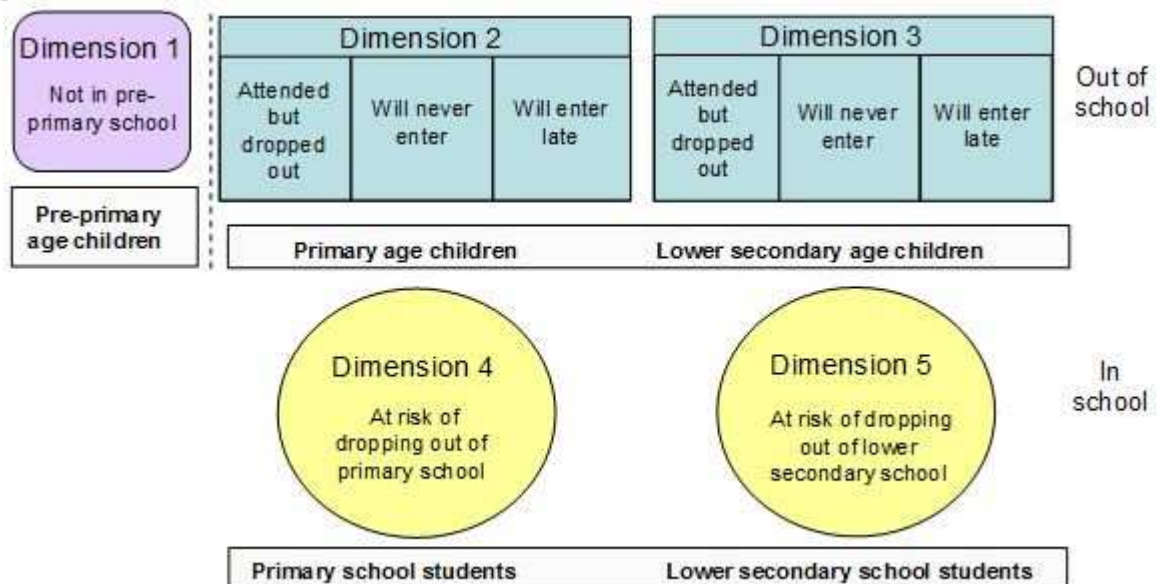 Dimension 1
Not in pre-
primary school
Pre-primary
age children
Dimension 2
Attended
but
dropped
out
Will never
enter
Will enter
late
Dimension 3
Attended
but
dropped
out
Will never
enter
Will enter
late
Out of
school
Primary age children
Lower secondary age children
Dimension 4
At risk of
dropping out of
primary school
Dimension 5
At risk of dropping
out of lower
secondary school
In
school
Primary school students
Lower secondary school students